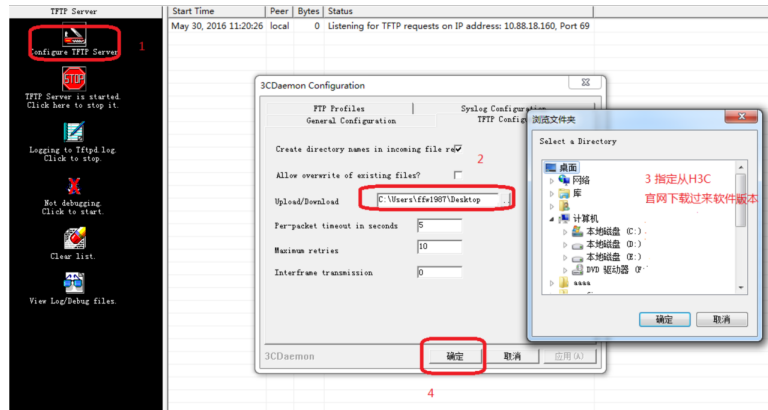 TFTP Server
Start Time
Peer
Bytes
Status
May 30, 2016 11:20:26
local
0
Listening for TFTP requests on IP address: 10.88.18.160, Port 69
Configure TFTP Server
1
STOP
TFTP Server is started.
Click here to stop it.
Logging to Tftpd log.
Click to stop.
Not debugging.
Click to start.
Clear list.
View Log/Debug files.
3CDaemon Configuration
FTP Profiles
Syslog Configuration
General Configuration
TFTP Config
Create directory names in incoming file re
2
Allow overwrite of existing files?
Upload/Download
C:\Users\ffw1987\Desktop
Per-packet timeout in seconds
5
Maximum retries
10
Interframe transmission
0
3CDaemon
确定
取消
应用(A)
4
浏览文件夹
Select a Directory
桌面
网络
库
计算机
本地磁盘 (C:)
本地磁盘 (D:)
本地磁盘 (E:)
DVD 驱动器 (F:
aaaa
3 指定从H3C
官网下载过来软件版本
确定
取消